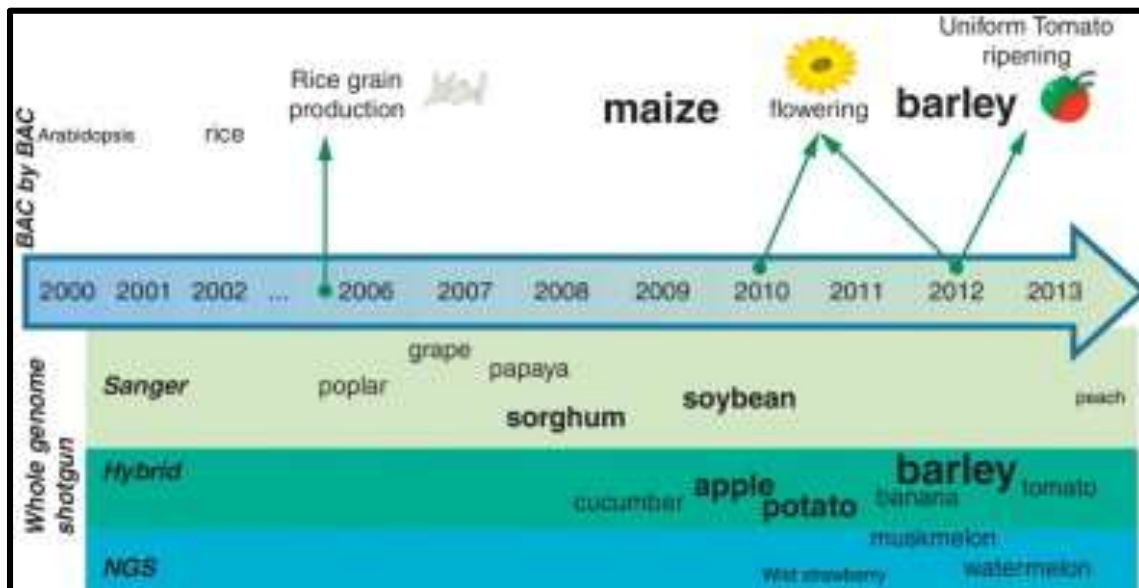 Uniform Tomato
ripening
Rice grain
production
maize
flowering
barley
Arabidopsis
rice
BAC by BAC
2000 2001 2002 ... 2006 2007 2008 2009 2010 2011 2012 2013
Whole genome
shotgun
Sanger
grape
poplar
papaya
sorghum
soybean
peach
Hybrid
cucumber
apple
potato
barley
banana
tomato
NGS
muskmelon
Wild strawberry
watermelon